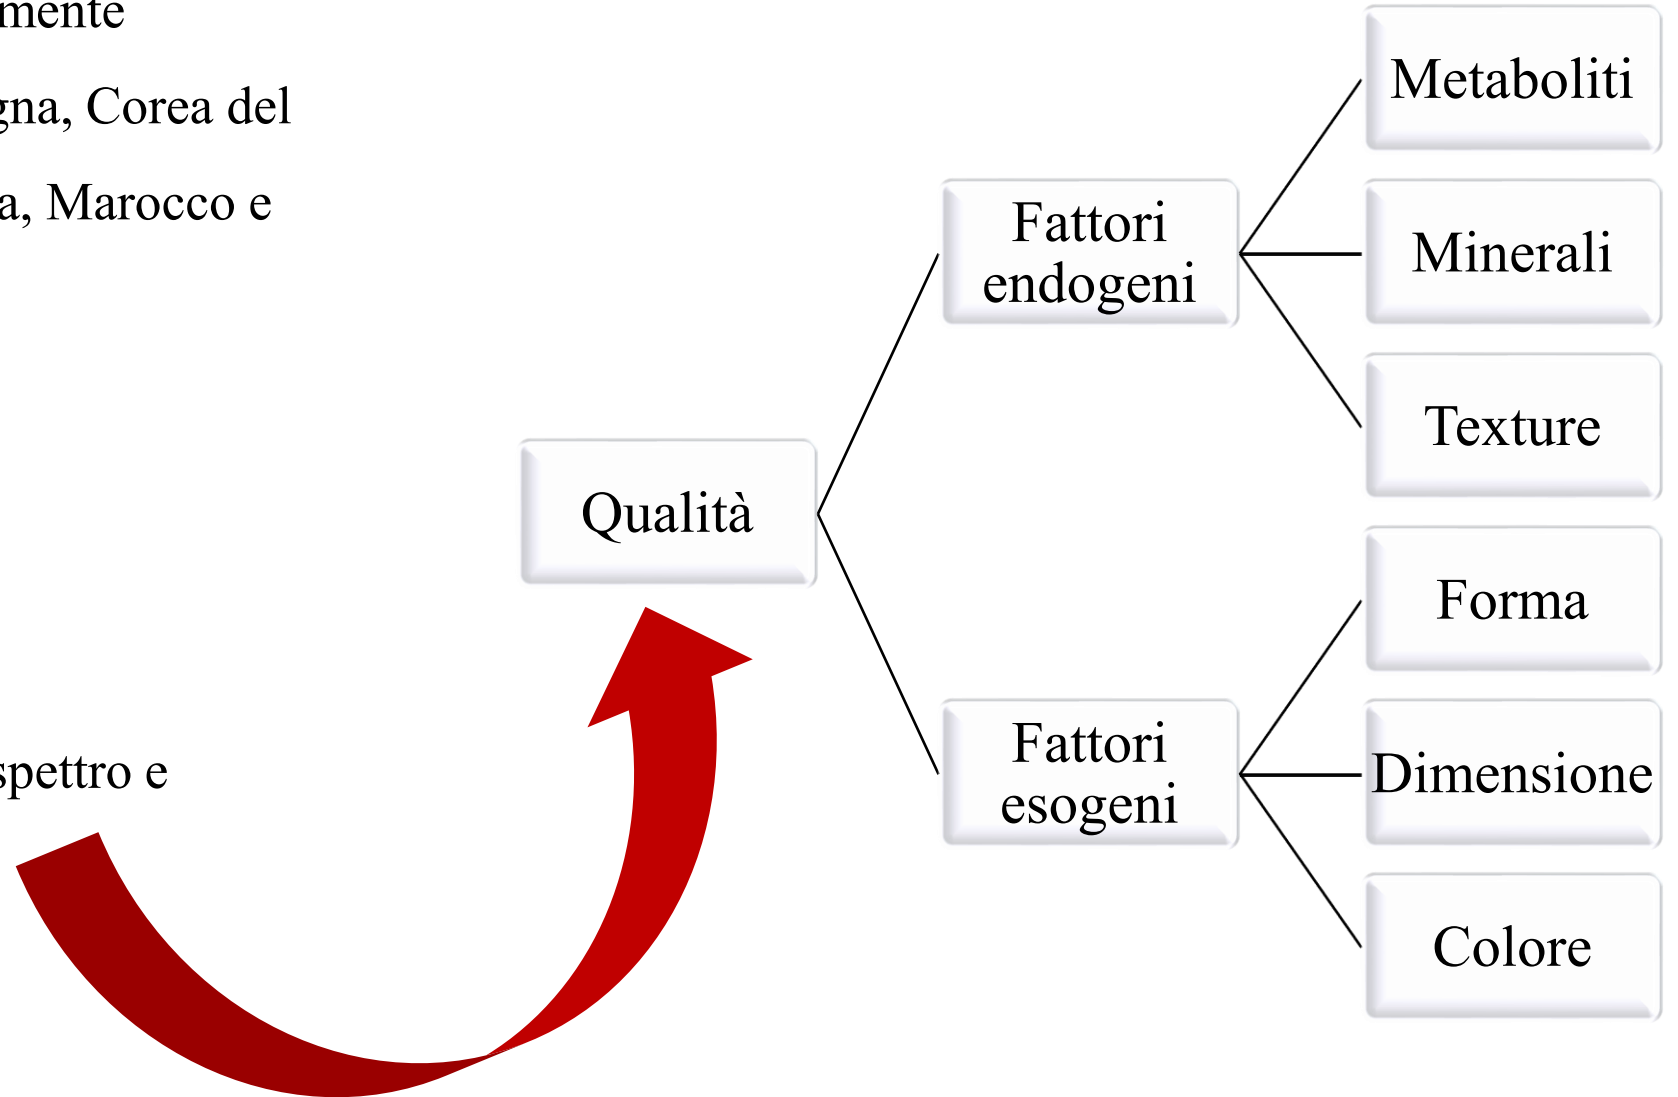 mente
gna, Corea del
a, Marocco e
spettro e
Qualità
Fattori
endogeni
Metaboliti
Minerali
Texture
Fattori
esogeni
Forma
Dimensione
Colore